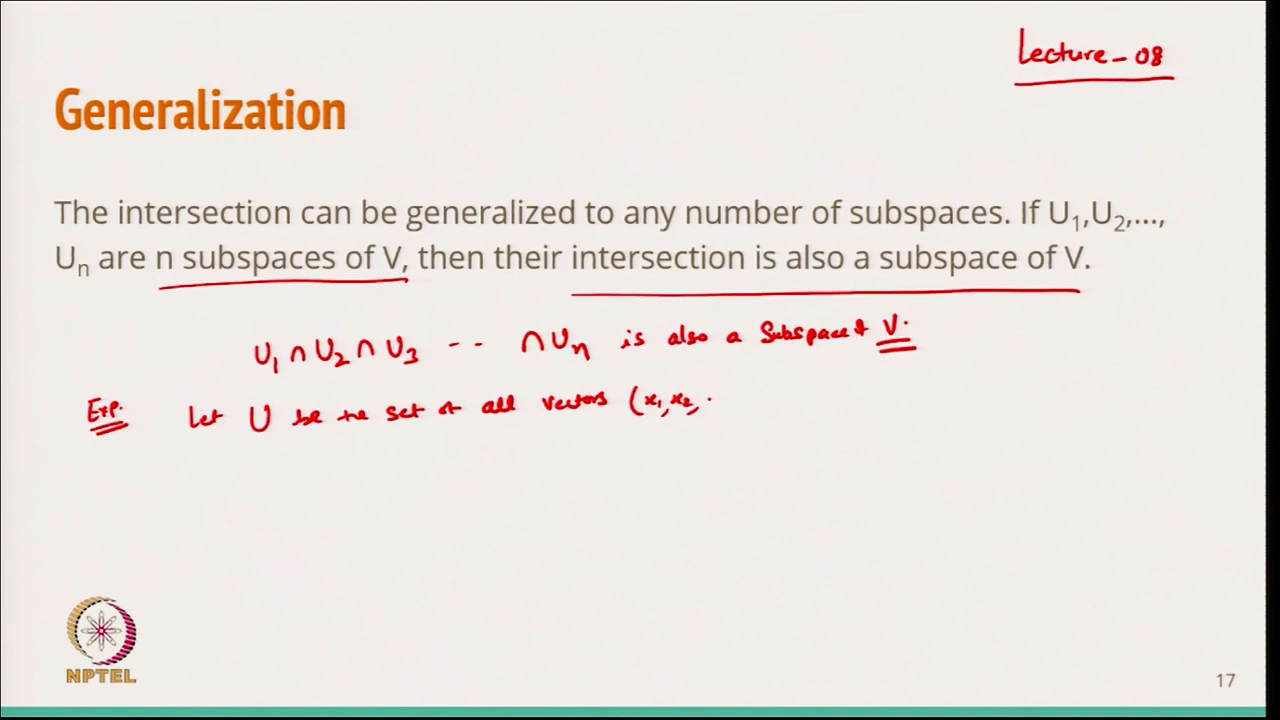 Lecture-08
Generalization
The intersection can be generalized to any number of subspaces. If U₁,U₂,...,
Uₙ are n subspaces of V, then their intersection is also a subspace of V.
U₁ ∩ U₂ ∩ U₃ -- ∩ Uₙ is also a Subspace of V.
Exp. Let U be the set of all vectors (x₁, x₂, .
NPTEL
17